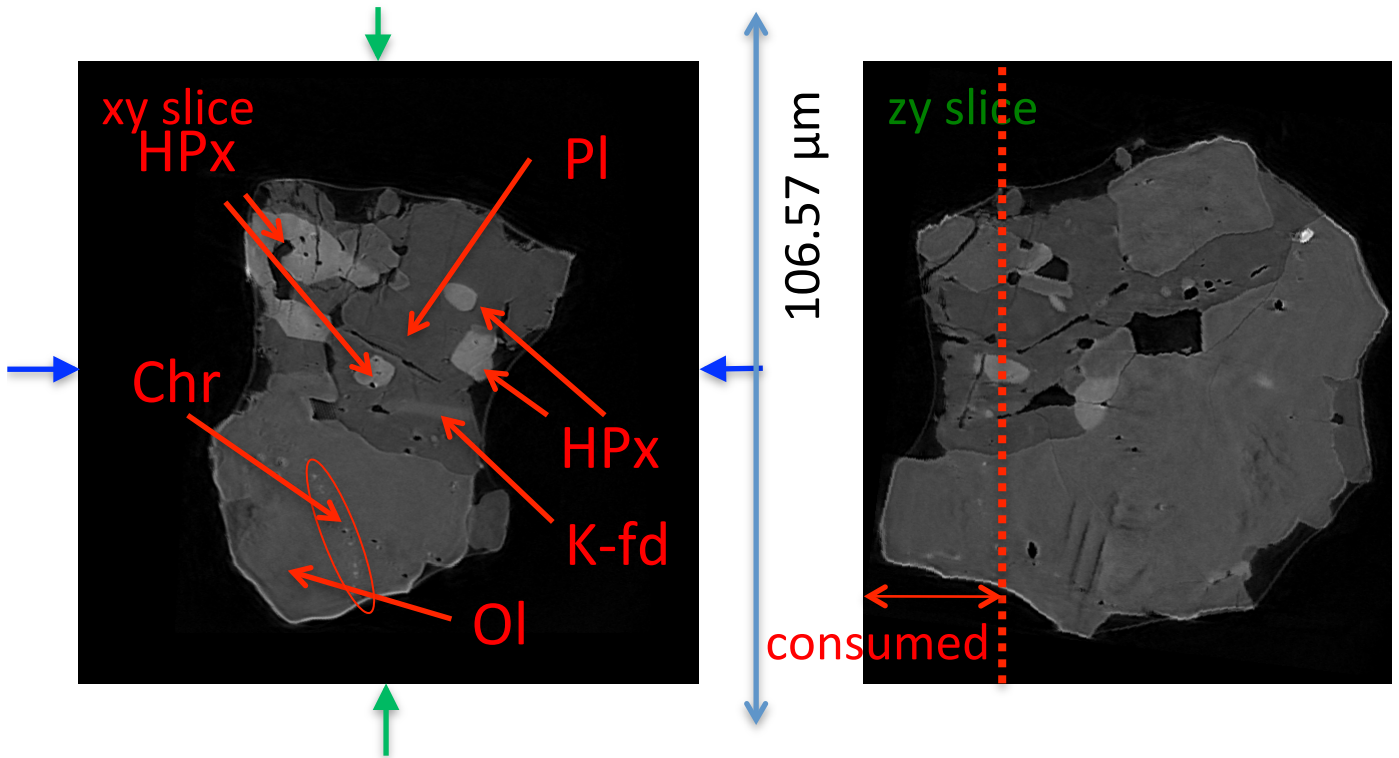 xy slice
HPx
Pl
Chr
HPx
K-fd
Ol
106.57 µm
zy slice
consumed